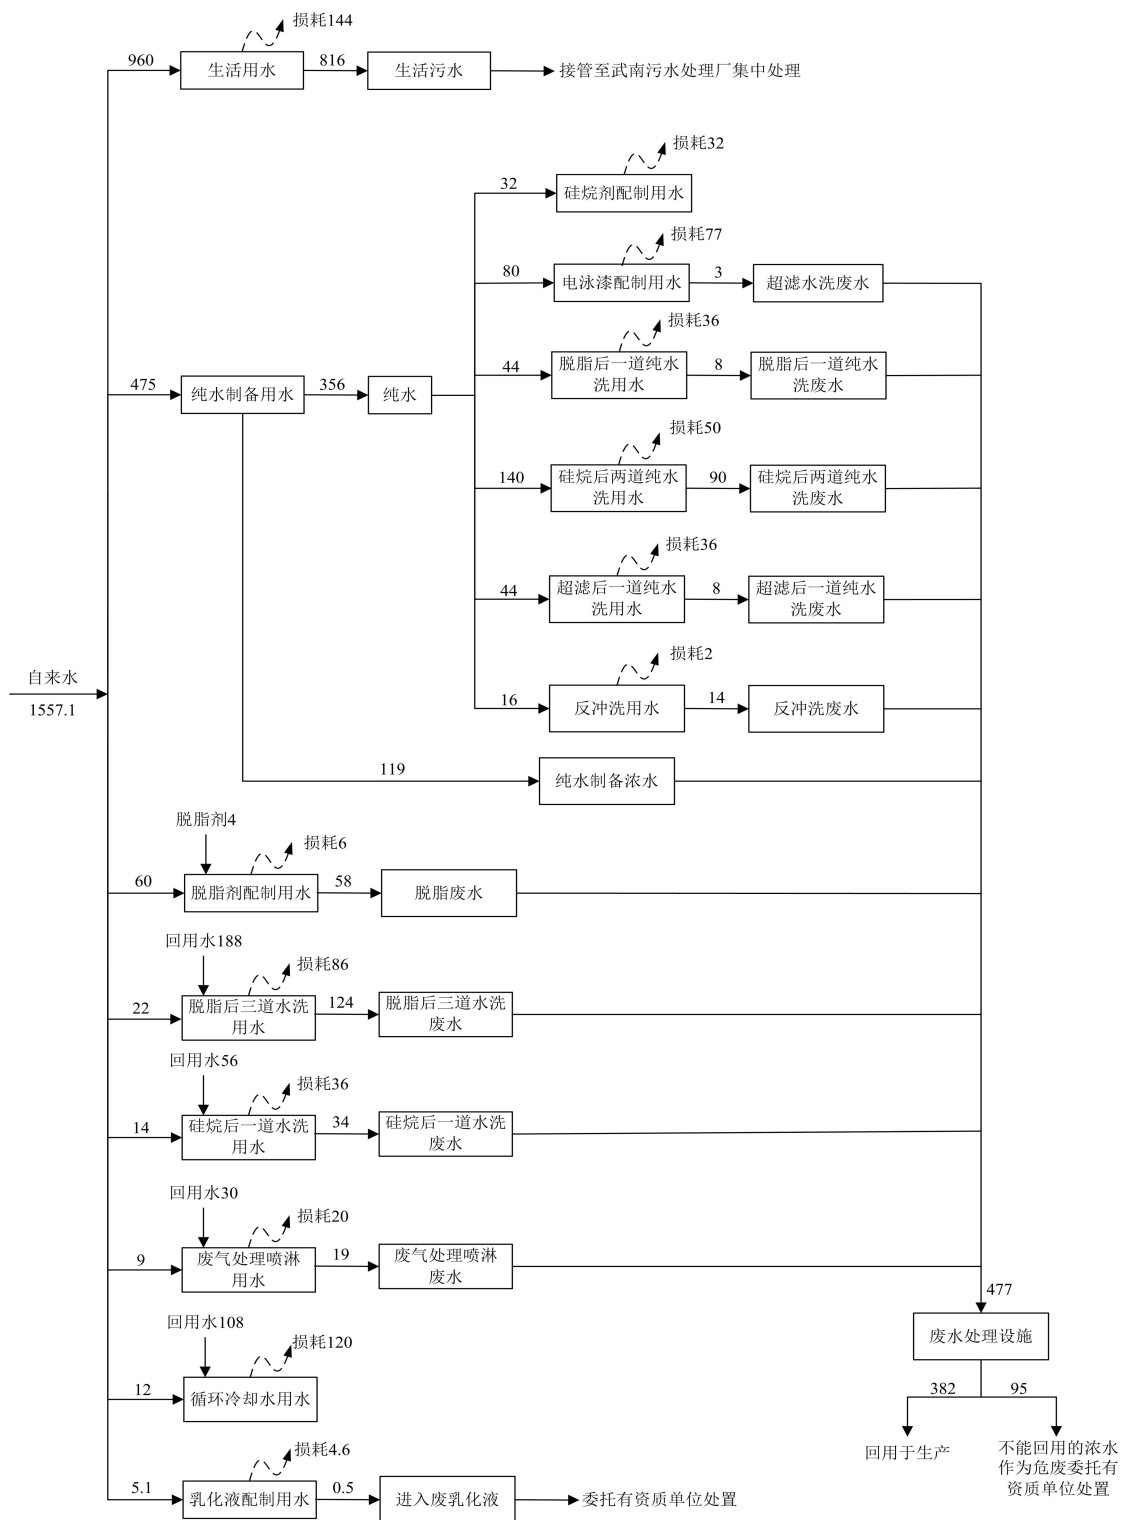 损耗144
960
生活用水
816
生活污水
接管至武南污水处理厂集中处理
损耗32
32
硅烷剂配制用水
损耗77
80
电泳漆配制用水
3
超滤水洗废水
损耗36
44
脱脂后一道纯水
洗用水
8
脱脂后一道纯水
洗废水
475
纯水制备用水
356
纯水
损耗50
140
硅烷后两道纯水
洗用水
90
硅烷后两道纯水
洗废水
损耗36
44
超滤后一道纯水
洗用水
8
超滤后一道纯水
洗废水
自来水
1557.1
损耗2
16
反冲洗用水
14
反冲洗废水
119
纯水制备浓水
脱脂剂4
损耗6
60
脱脂剂配制用水
58
脱脂废水
回用水188
损耗86
22
脱脂后三道水洗
用水
124
脱脂后三道水洗
废水
回用水56
损耗36
14
硅烷后一道水洗
用水
34
硅烷后一道水洗
废水
回用水30
损耗20
9
废气处理喷淋
用水
19
废气处理喷淋
废水
477
废水处理设施
回用水108
损耗120
12
循环冷却水用水
382
95
回用于生产
不能回用的浓水
作为危废委托有
资质单位处置
损耗4.6
5.1
乳化液配制用水
0.5
进入废乳化液
委托有资质单位处置